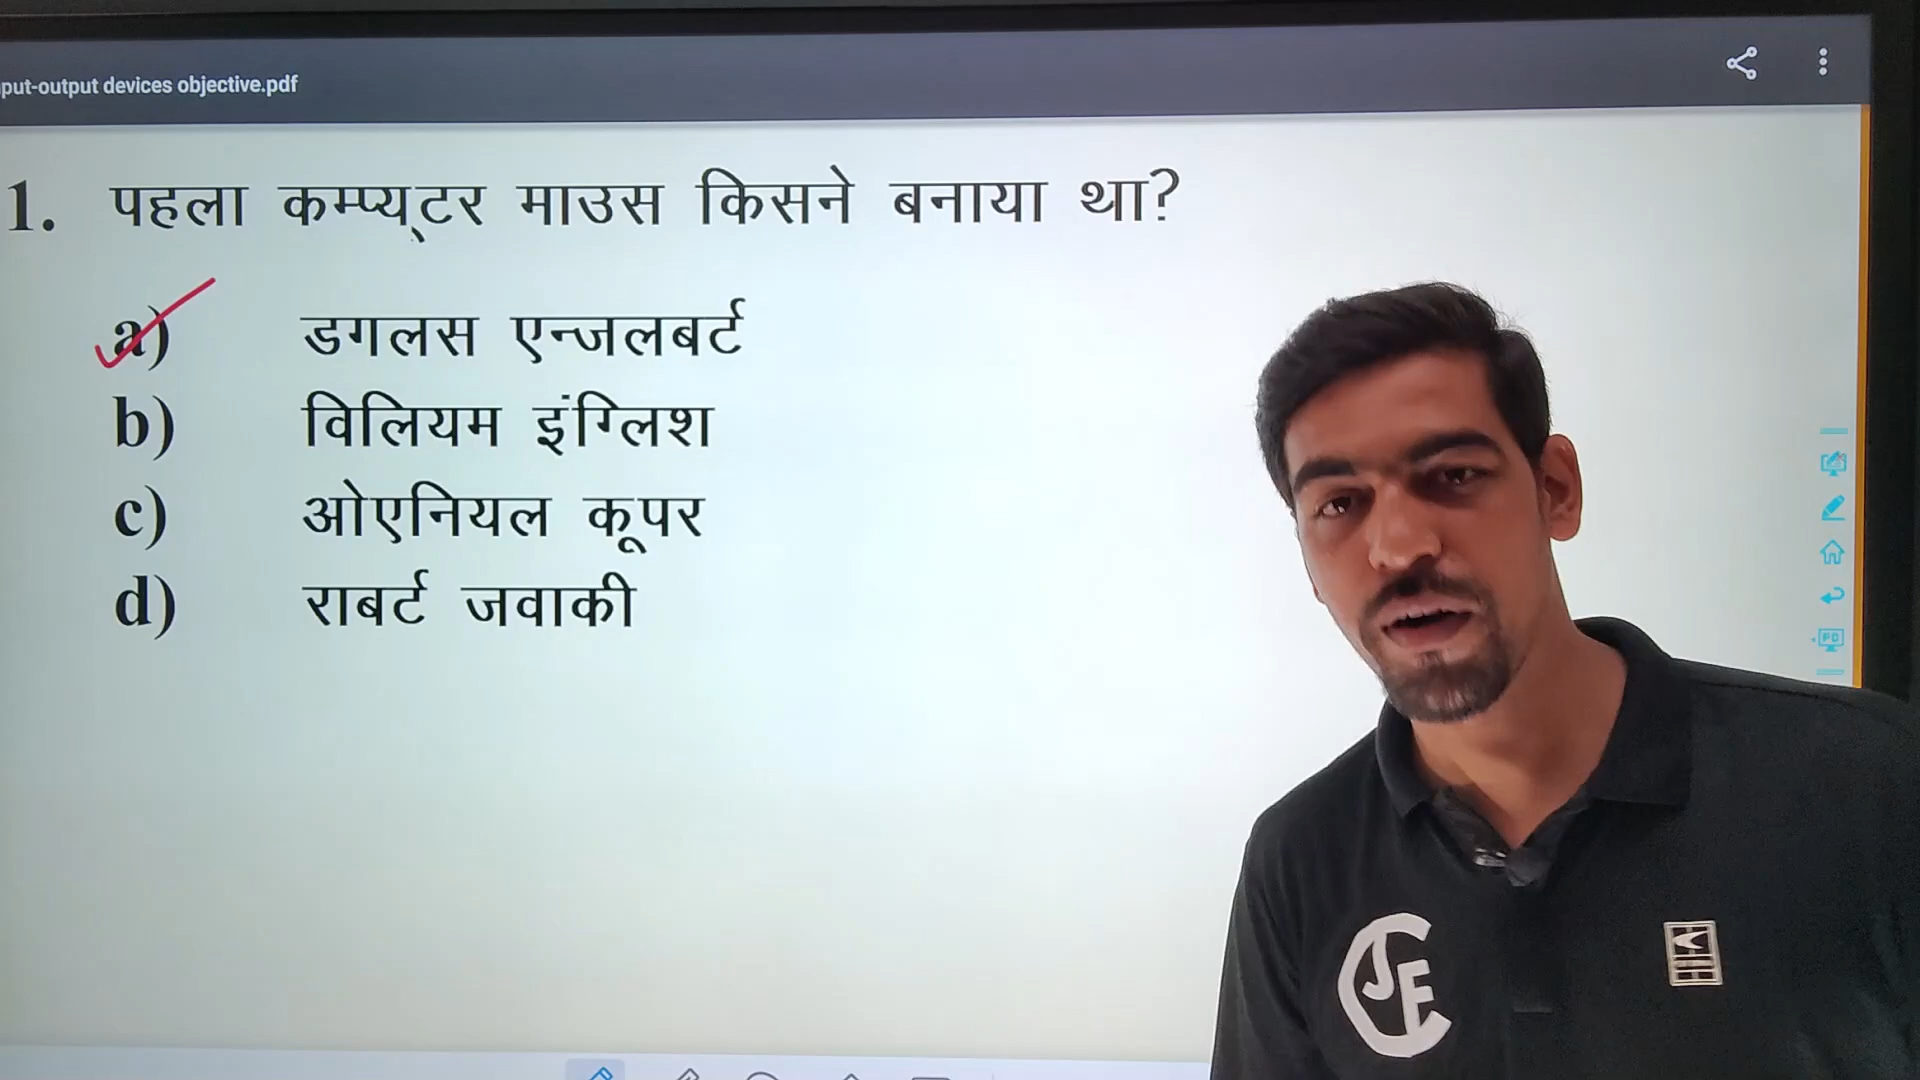 put-output devices objective.pdf
1. पहला कम्प्यूटर माउस किसने बनाया था?
a) डगलस एन्जलबर्ट
b) विलियम इंग्लिश
c) ओएनियल कूपर
d) राबर्ट जवाकी